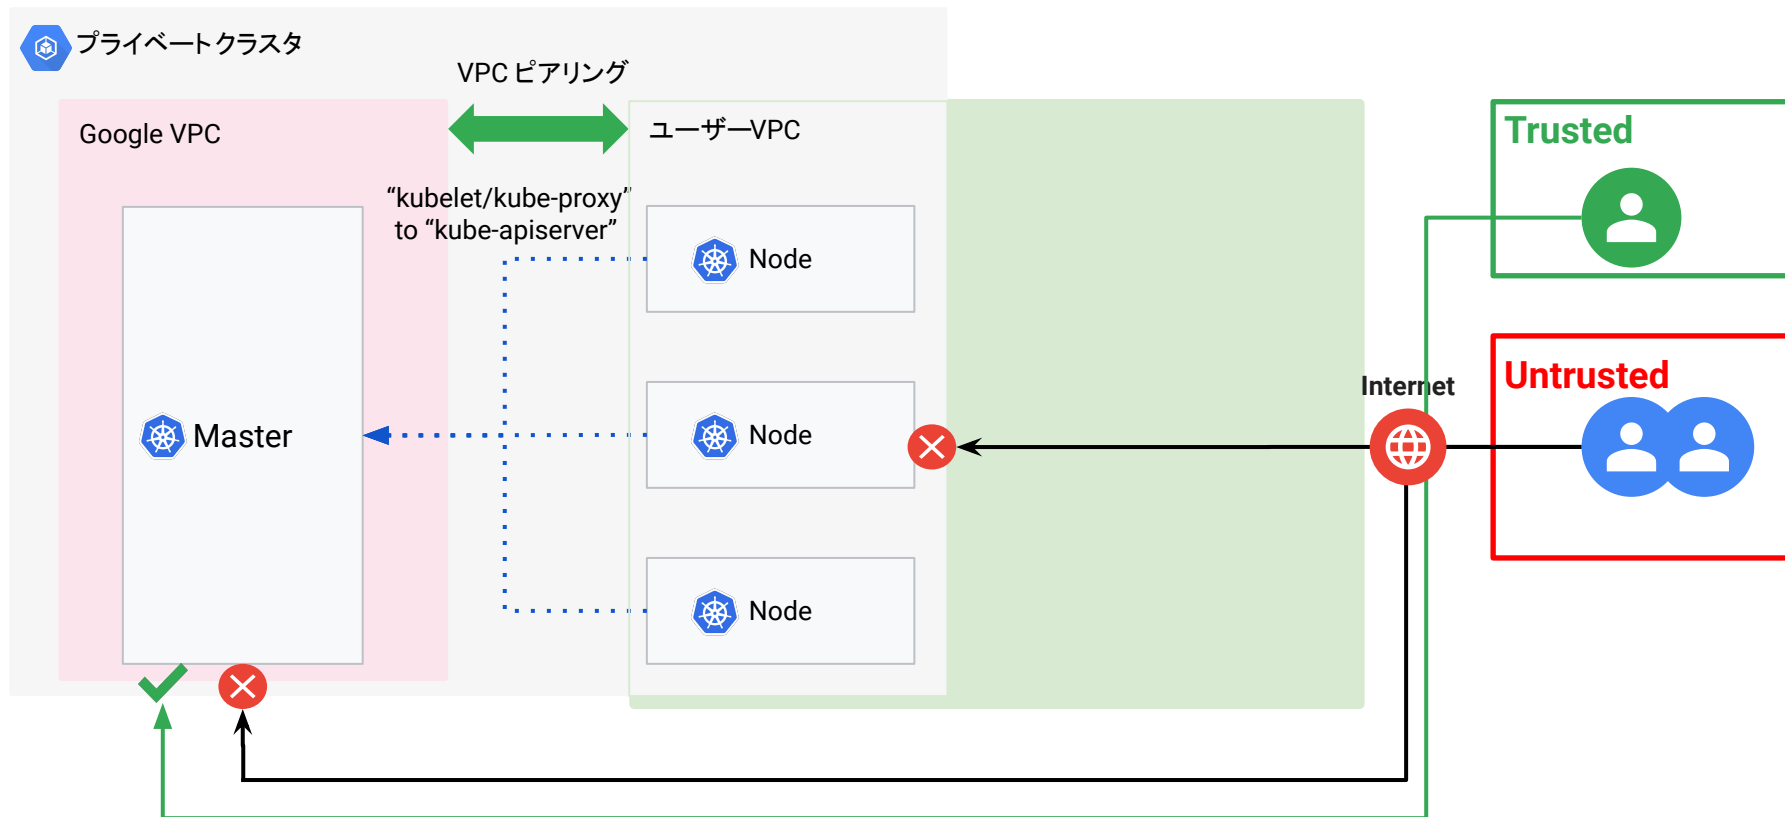 プライベートクラスタ
VPC ピアリング
Google VPC
ユーザーVPC
Trusted
“kubelet/kube-proxy”
to “kube-apiserver”
Node
Untrusted
Internet
Master
Node
Node